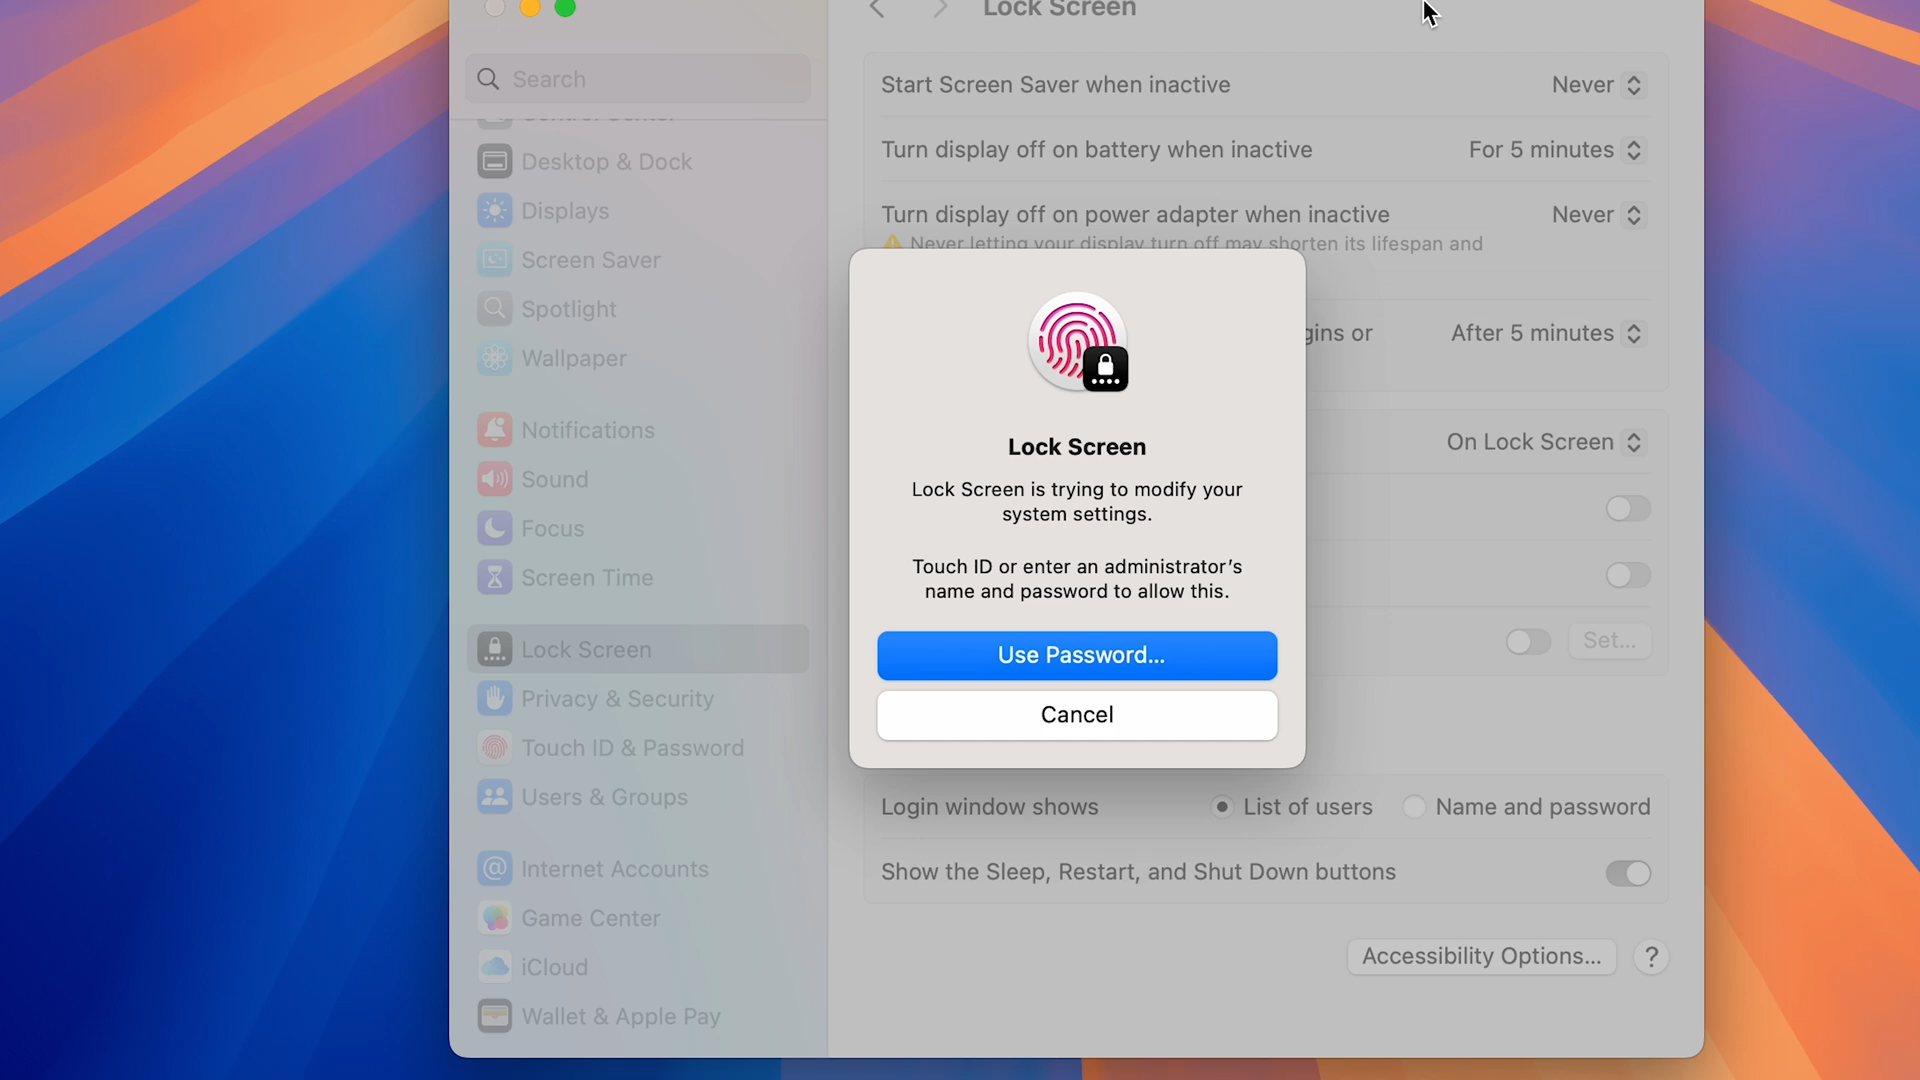 Lock Screen
Search
Control Center
Desktop & Dock
Displays
Screen Saver
Spotlight
Wallpaper
Notifications
Sound
Focus
Screen Time
Lock Screen
Privacy & Security
Touch ID & Password
Users & Groups
Internet Accounts
Game Center
iCloud
Wallet & Apple Pay
Start Screen Saver when inactive Never
Turn display off on battery when inactive For 5 minutes
Turn display off on power adapter when inactive Never
Never letting your display turn off may shorten its lifespan and
gins or After 5 minutes
On Lock Screen
Set...
Lock Screen
Lock Screen is trying to modify your
system settings.
Touch ID or enter an administrator's
name and password to allow this.
Use Password...
Cancel
Login window shows List of users Name and password
Show the Sleep, Restart, and Shut Down buttons
Accessibility Options... ?